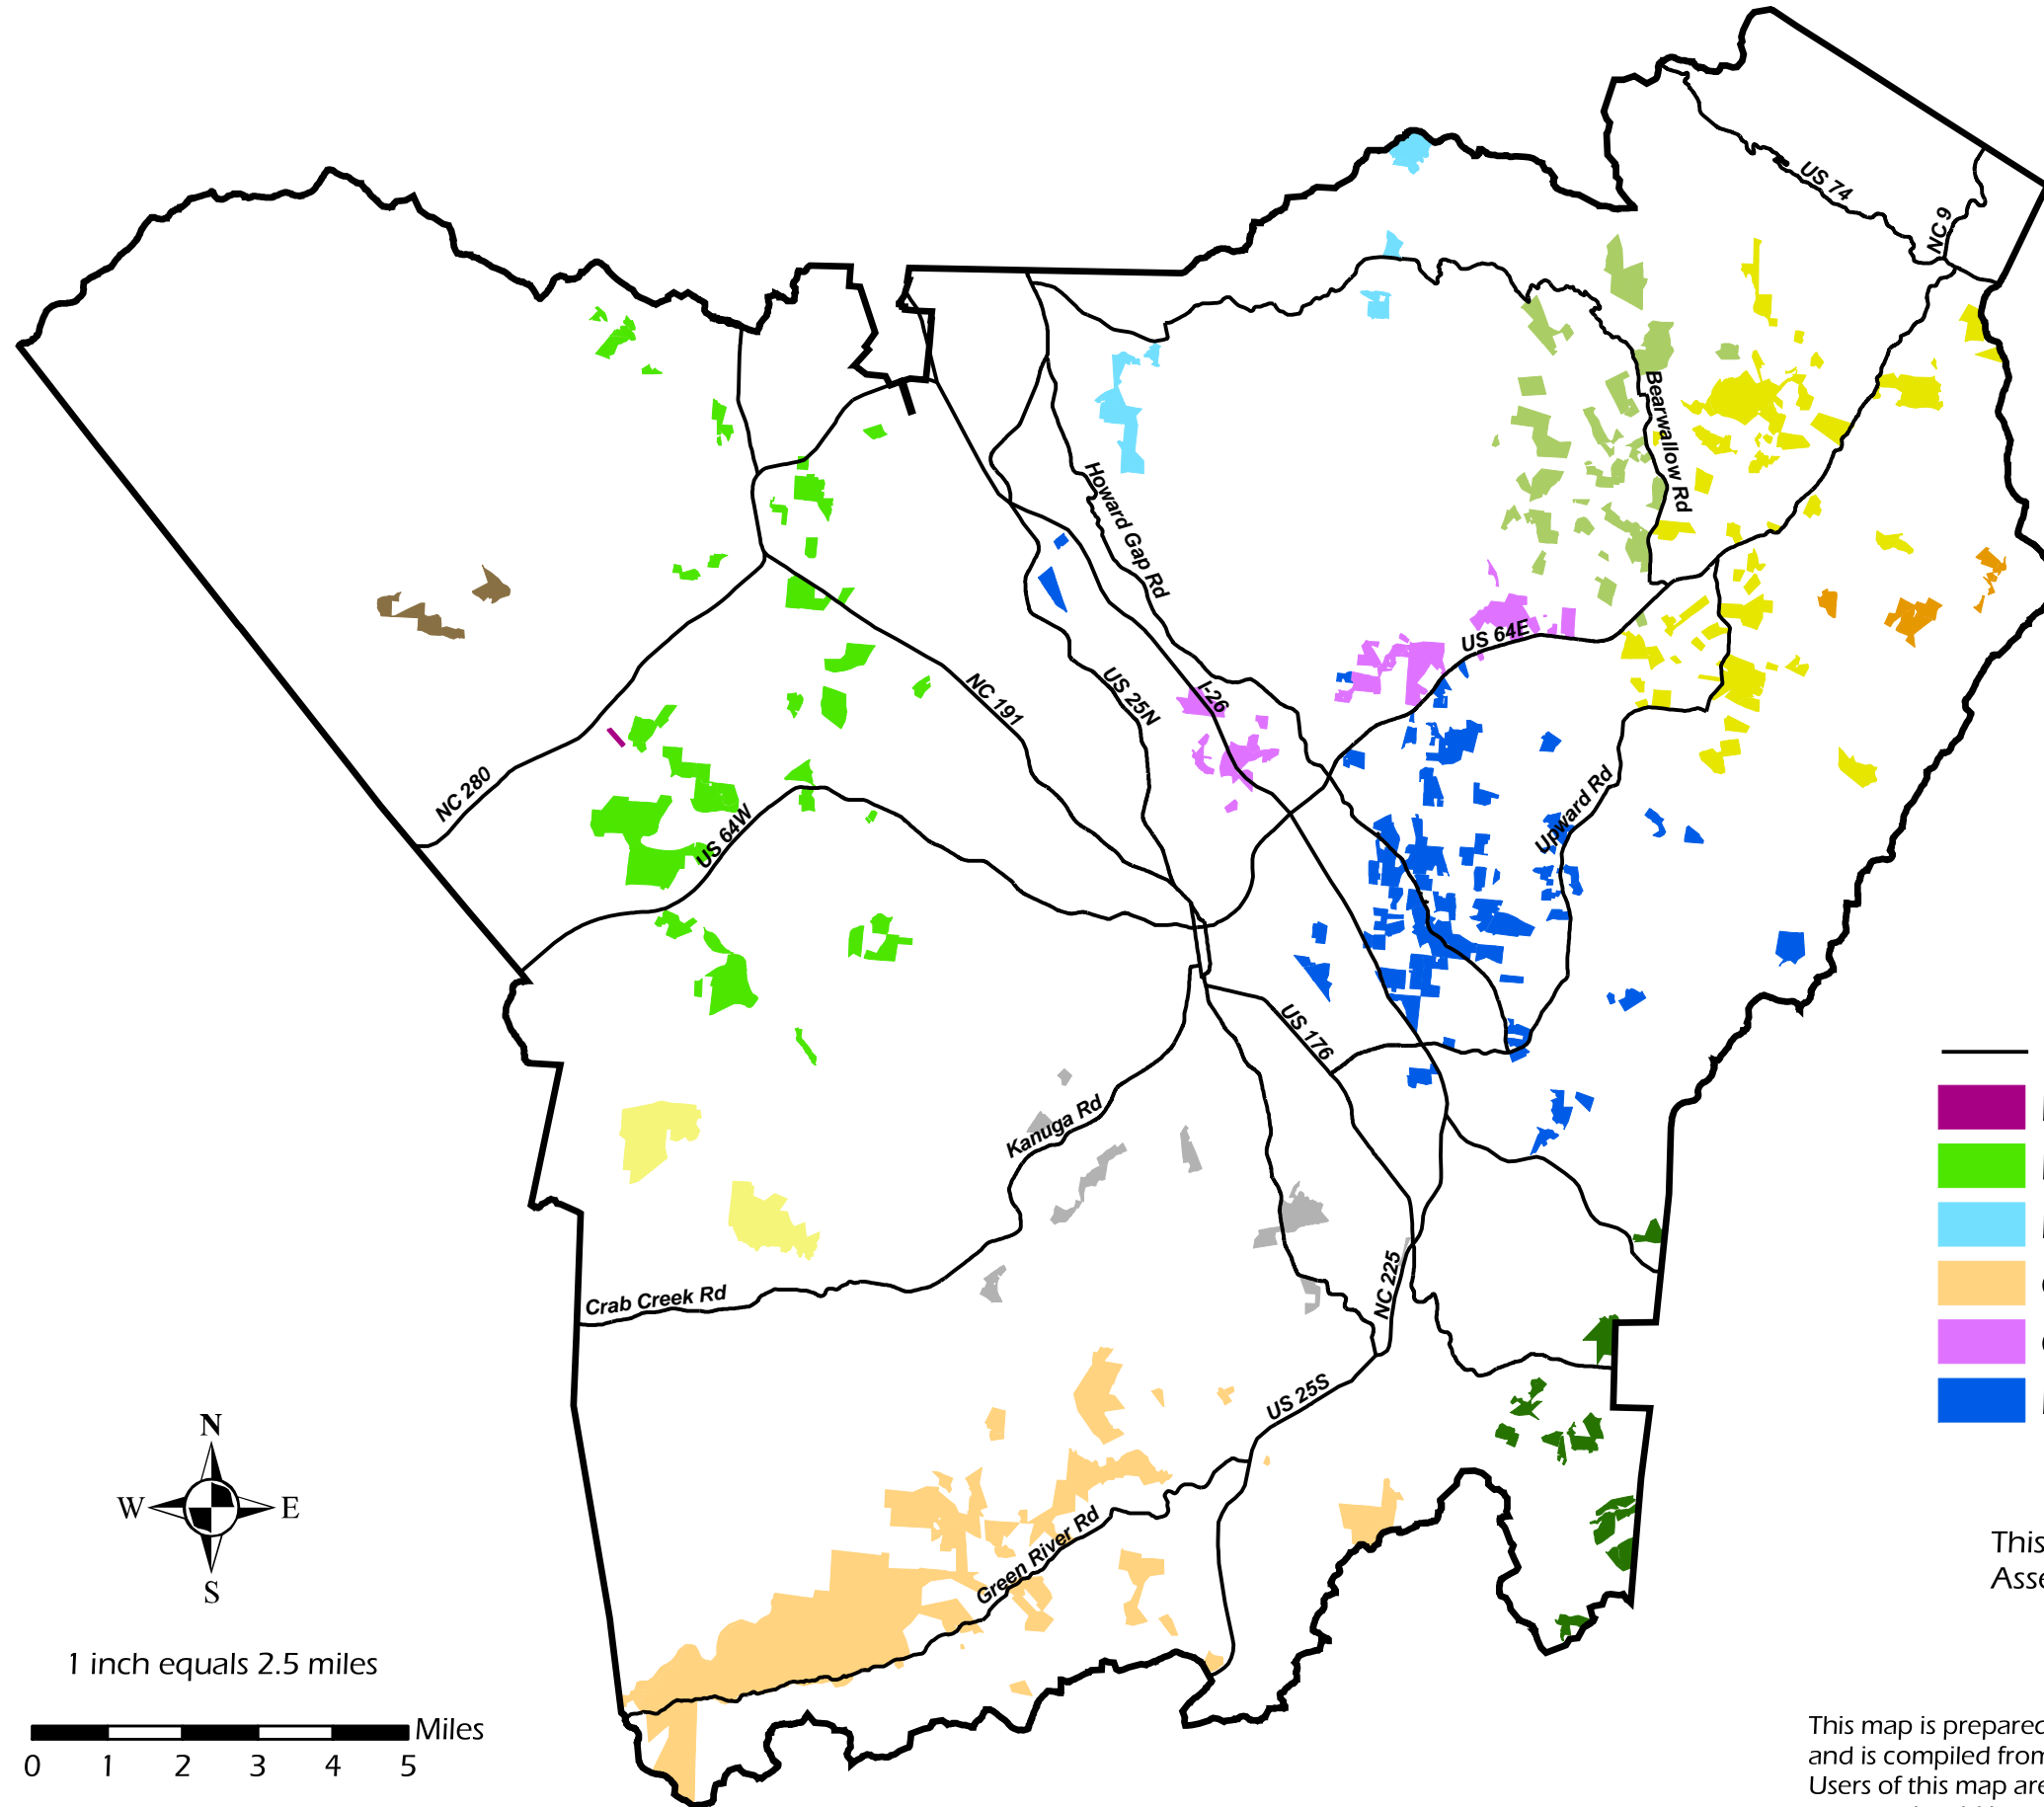 US 74
NC 9
Bearwallow Rd
Howard Gap Rd
US 64E
I-26
US 25N
NC 191
NC 280
US 64W
Upward Rd
US 176
Kanuga Rd
NC 225
Crab Creek Rd
US 25S
Green River Rd
N
W
E
S
1 inch equals 2.5 miles
Miles
0 1 2 3 4 5
This
Asse
This map is prepared
and is compiled from
Users of this map are